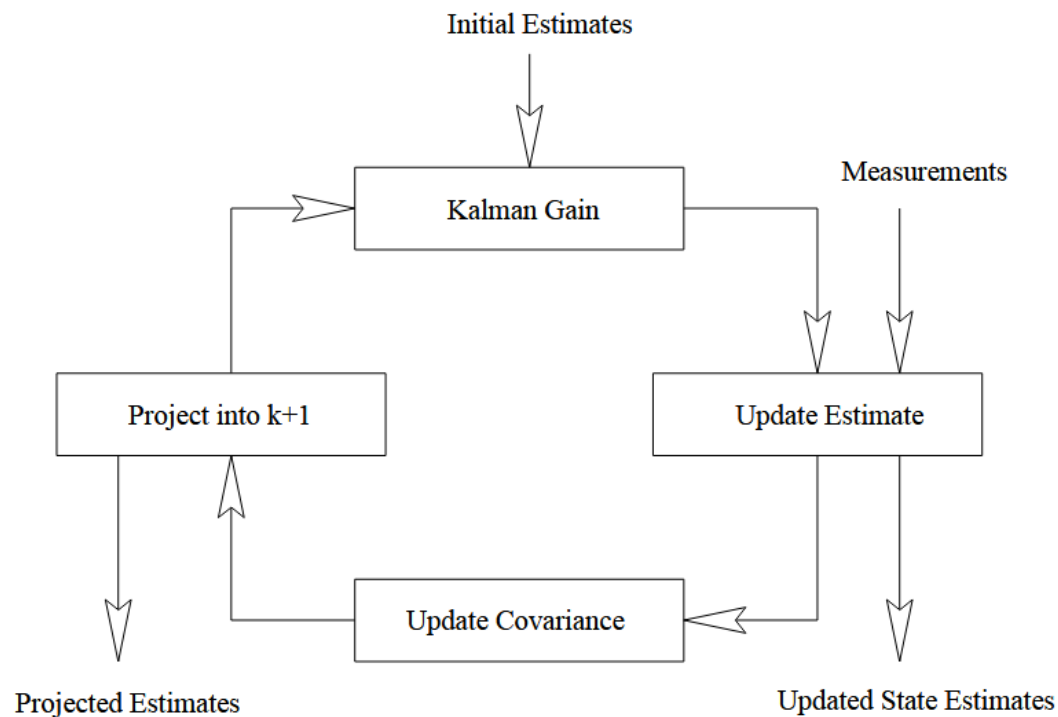 Initial Estimates
Measurements
Kalman Gain
Project into k+1
Update Estimate
Update Covariance
Projected Estimates
Updated State Estimates